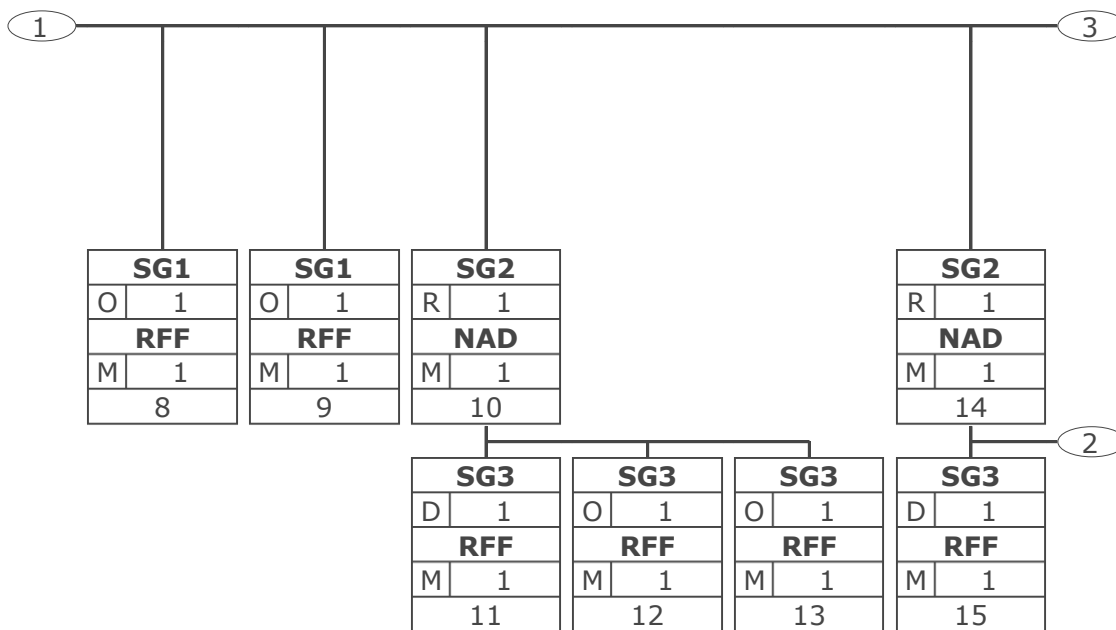 1 3
SG1 SG1 SG2 SG2
O 1 O 1 R 1 R 1
RFF RFF NAD NAD
M 1 M 1 M 1 M 1
8 9 10 14
2
SG3 SG3 SG3 SG3
D 1 O 1 O 1 D 1
RFF RFF RFF RFF
M 1 M 1 M 1 M 1
11 12 13 15